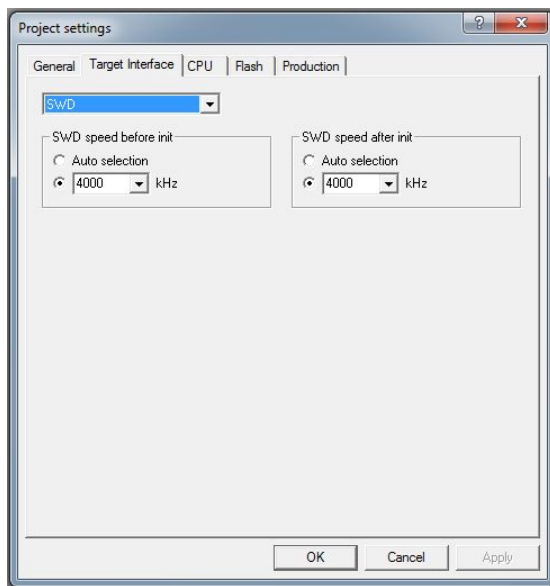 Project settings
?
General Target Interface CPU Flash Production
SWD
SWD speed before init
Auto selection
4000 kHz
SWD speed after init
Auto selection
4000 kHz
OK Cancel Apply